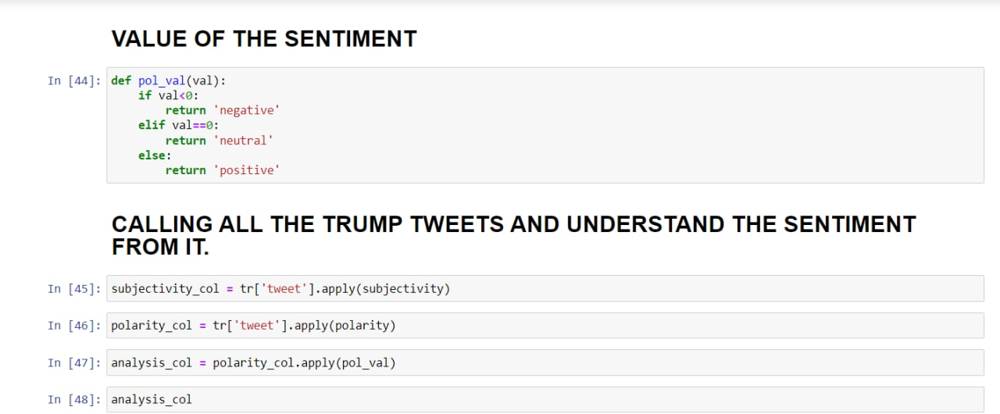 VALUE OF THE SENTIMENT
In [44]: def pol_val(val):
    if val<0:
        return 'negative'
    elif val==0:
        return 'neutral'
    else:
        return 'positive'
CALLING ALL THE TRUMP TWEETS AND UNDERSTAND THE SENTIMENT
FROM IT.
In [45]: subjectivity_col = tr['tweet'].apply(subjectivity)
In [46]: polarity_col = tr['tweet'].apply(polarity)
In [47]: analysis_col = polarity_col.apply(pol_val)
In [48]: analysis_col